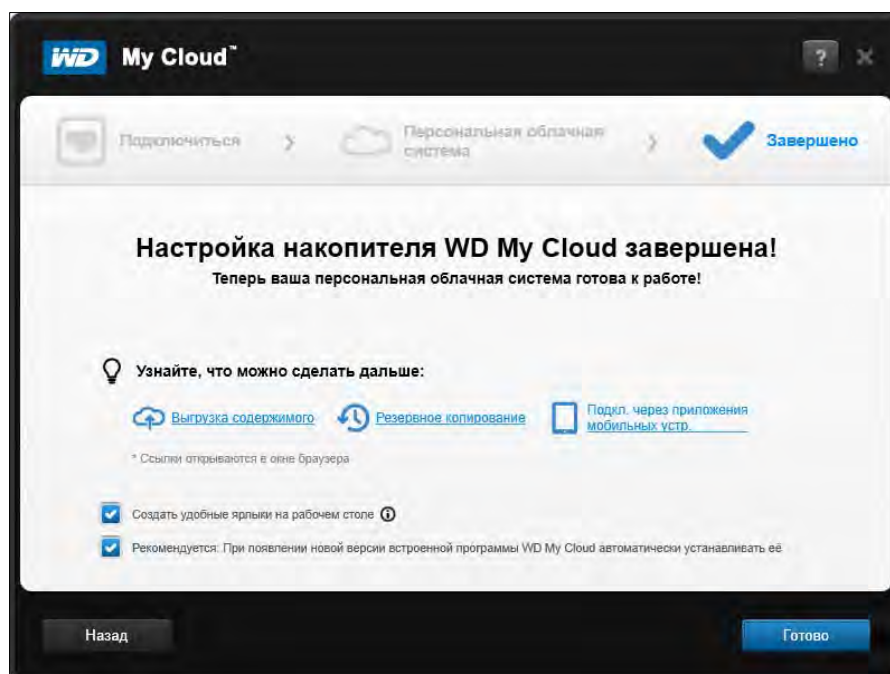 WD My Cloud™ ?
Подключиться
Персональная облачная
система
Завершено
Настройка накопителя WD My Cloud завершена!
Теперь ваша персональная облачная система готова к работе!
Узнайте, что можно сделать дальше:
Выгрузка содержимого
Резервное копирование
Подкл. через приложения
мобильных устр.
* Ссылки открываются в окне браузера
Создать удобные ярлыки на рабочем столе
Рекомендуется: При появлении новой версии встроенной программы WD My Cloud автоматически устанавливать её
Назад
Готово